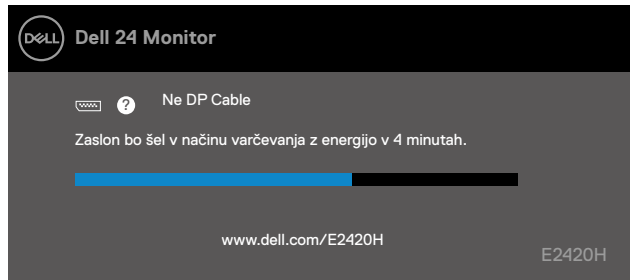 DELL Dell 24 Monitor
? Ne DP Cable
Zaslon bo šel v načinu varčevanja z energijo v 4 minutah.
www.dell.com/E2420H
E2420H